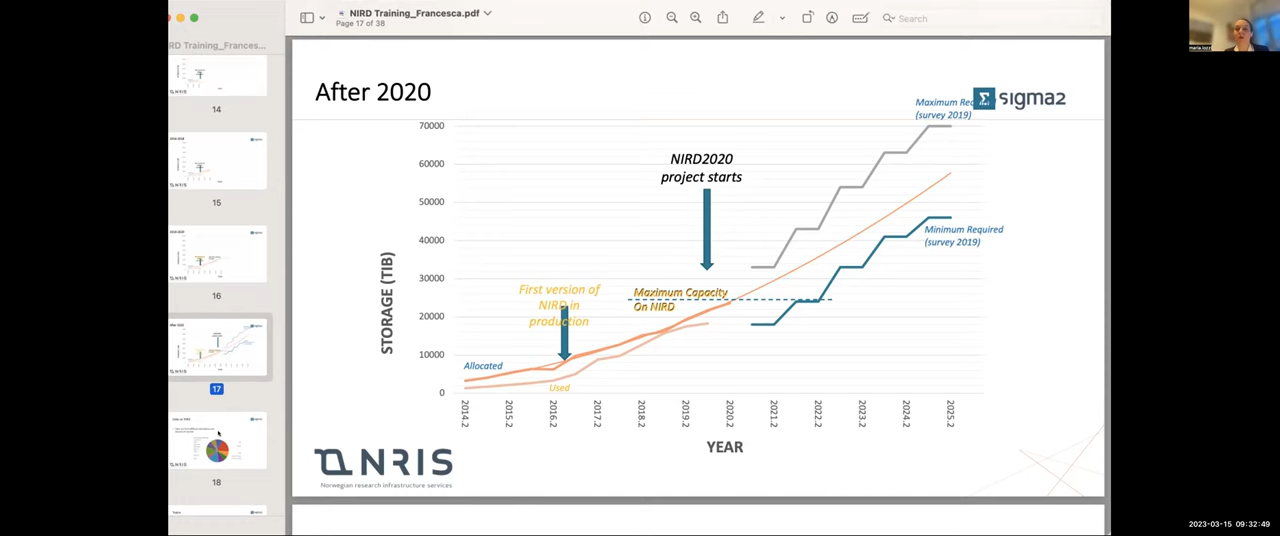 NIRD Training_Francesca.pdf
Page 17 of 38
Search
RD Training_Frances...
14
15
16
17
18
After 2020
sigma2
Maximum Req
(survey 2019)
70000
60000
50000
40000
30000
20000
10000
0
STORAGE (TIB)
NIRD2020
project starts
First version of
NIRD in
production
Maximum Capacity
On NIRD
Minimum Required
(survey 2019)
Allocated
Used
2014.2
2015.2
2016.2
2017.2
2018.2
2019.2
2020.2
2021.2
2022.2
2023.2
2024.2
2025.2
YEAR
NRIS
Norwegian research infrastructure services
2023-03-15 09:32:49